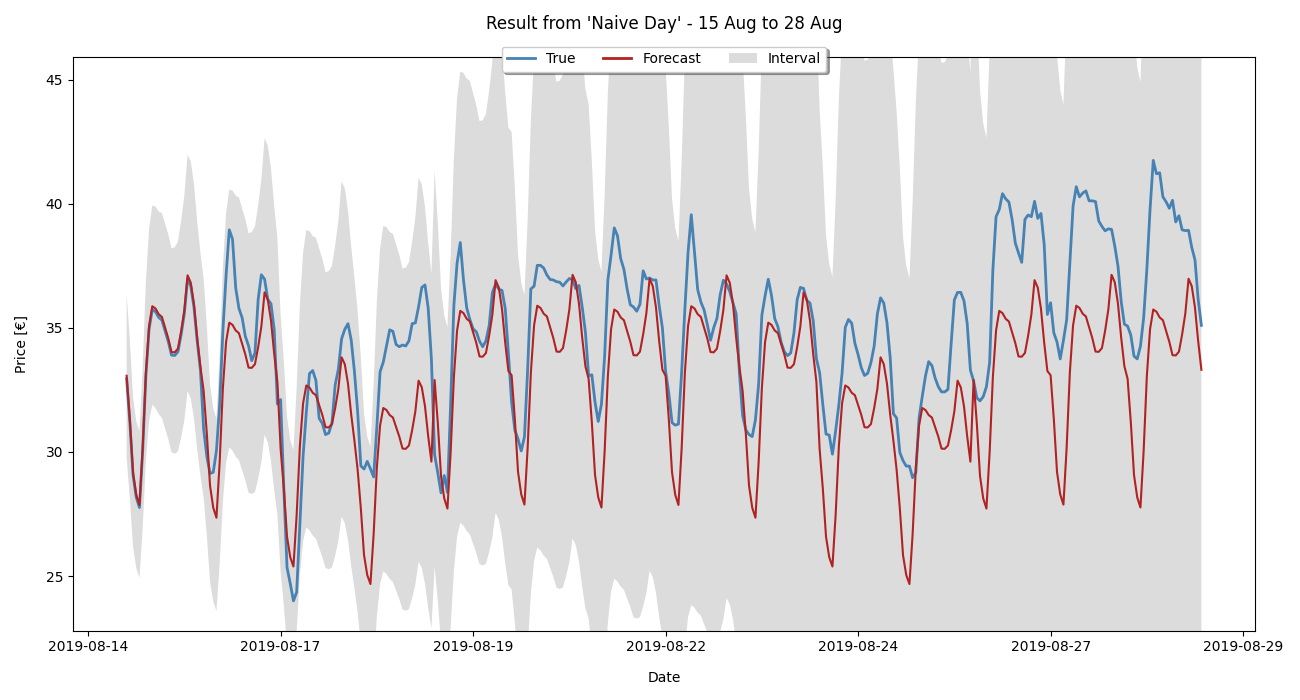 Result from 'Naive Day' - 15 Aug to 28 Aug
True Forecast Interval
45
40
35
30
25
Price [€]
2019-08-14 2019-08-17 2019-08-19 2019-08-22 2019-08-24 2019-08-27 2019-08-29
Date